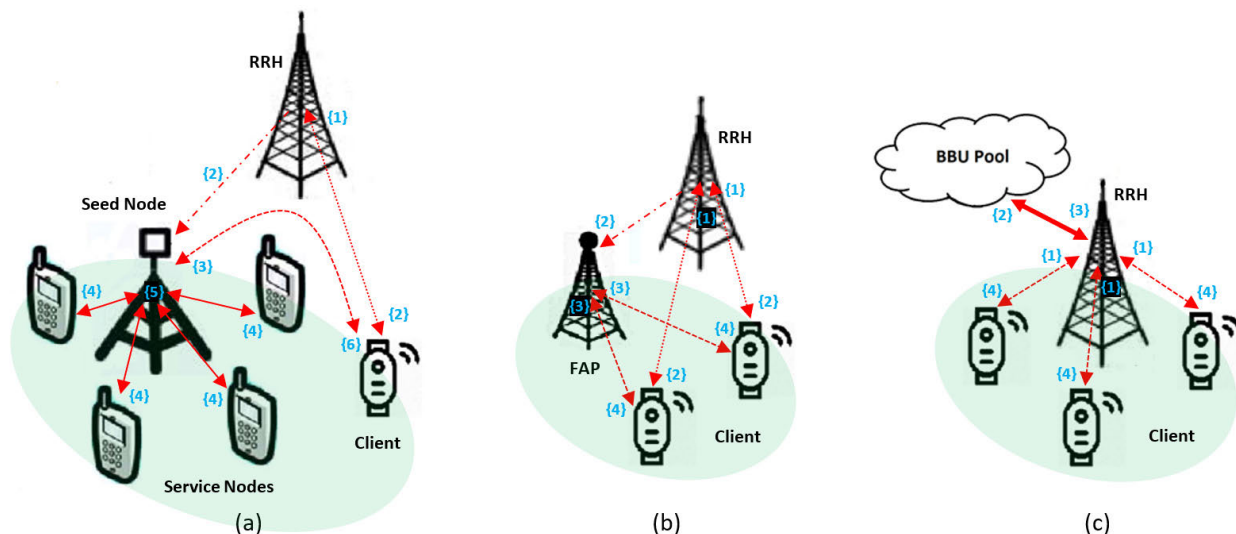 RRH
{1}
{2}
Seed Node
{3}
{4}
{5}
{4}
{2}
{6}
{4}
{4}
Client
Service Nodes
(a)
RRH
{1}
{1}
{2}
{3}
{3}
{2}
{4}
FAP
{2}
{4}
Client
(b)
BBU Pool
RRH
{2}
{3}
{1}
{1}
{1}
{4}
{4}
{4}
Client
(c)